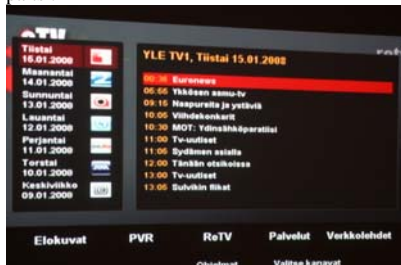 Tiistai
16.01.2008
Maanantai
14.01.2008
Sunnuntai
13.01.2008
Lauantai
12.01.2008
Perjantai
11.01.2008
Torstai
10.01.2008
Keskiviikko
09.01.2008
YLE TV1, Tiistai 15.01.2008
00:36 Euronews
06:55 Ykkösen aamu-tv
09:15 Naapureita ja ystäviä
10:05 Viihdekonkarit
10:30 MOT: Ydinsähköparatiisi
11:00 Tv-uutiset
11:05 Sydämen asialla
12:00 Tänään otsikoissa
13:00 Tv-uutiset
13:05 Sulvikin flikat
Elokuvat PVR ReTV Palvelut Verkkolehdet
Ohjelmat Valitse kanavat